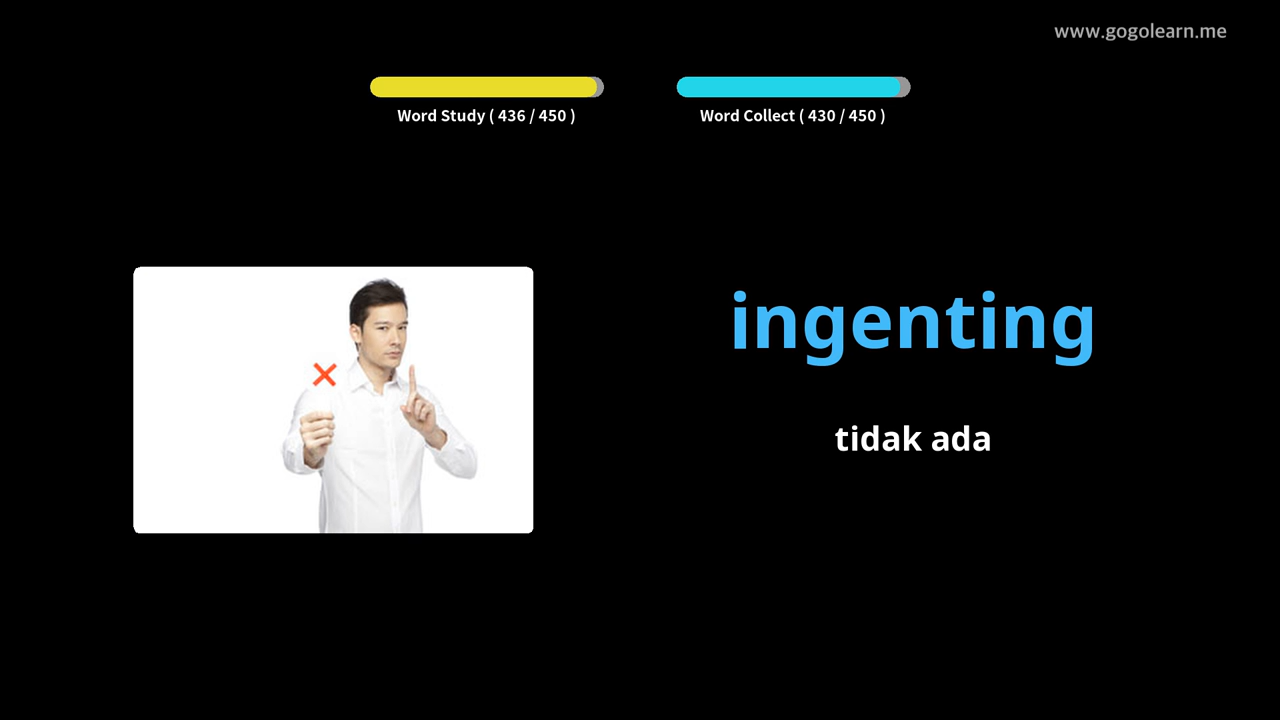 www.gogolearn.me
Word Study ( 436 / 450 )
Word Collect ( 430 / 450 )
ingenting
tidak ada